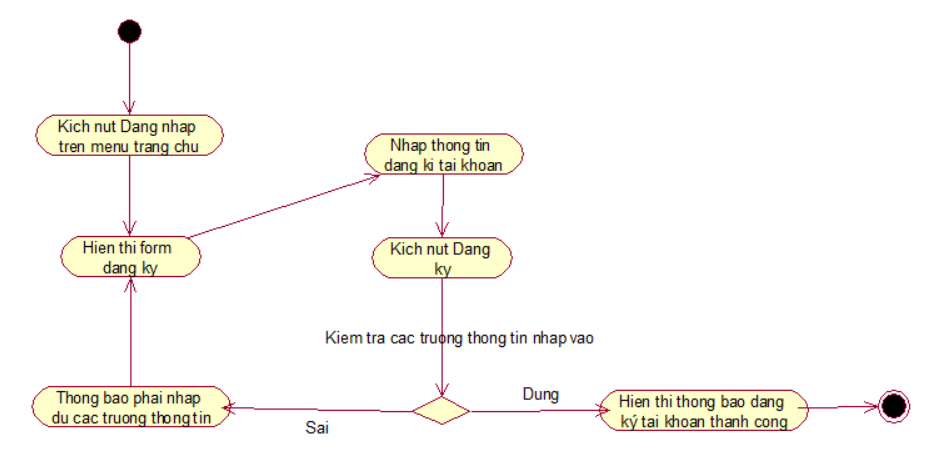 Kich nut Dang nhap
tren menu trang chu
Nhap thong tin
dang ki tai khoan
Hien thi form
dang ky
Kich nut Dang
ky
Kiem tra cac truong thong tin nhap vao
Thong bao phai nhap
du cac truong thong tin
Sai
Dung
Hien thi thong bao dang
ký tai khoan thanh cong